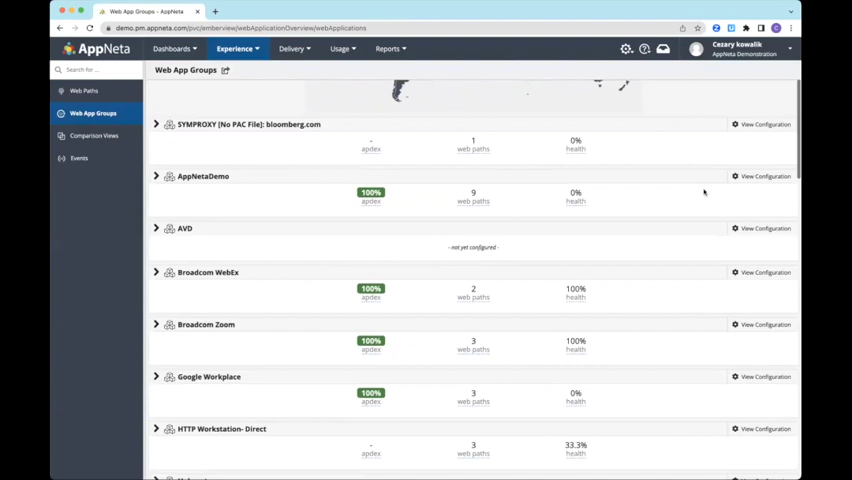 Web App Groups - AppNeta
demo.pm.appneta.com/pvc/emberview/webApplicationOverview/webApplications
AppNeta Dashboards Experience Delivery Usage Reports
Cezary kowalik
AppNeta Demonstration
Search for ...
Web App Groups
Web Paths
Web App Groups
Comparison Views
Events
SYMPROXY [No PAC File]: bloomberg.com View Configuration
- 1 0%
apdex web paths health
AppNetaDemo View Configuration
100% 9 0%
apdex web paths health
AVD View Configuration
- not yet configured -
Broadcom WebEx View Configuration
100% 2 100%
apdex web paths health
Broadcom Zoom View Configuration
100% 3 100%
apdex web paths health
Google Workplace View Configuration
100% 3 0%
apdex web paths health
HTTP Workstation- Direct View Configuration
- 3 33.3%
apdex web paths health